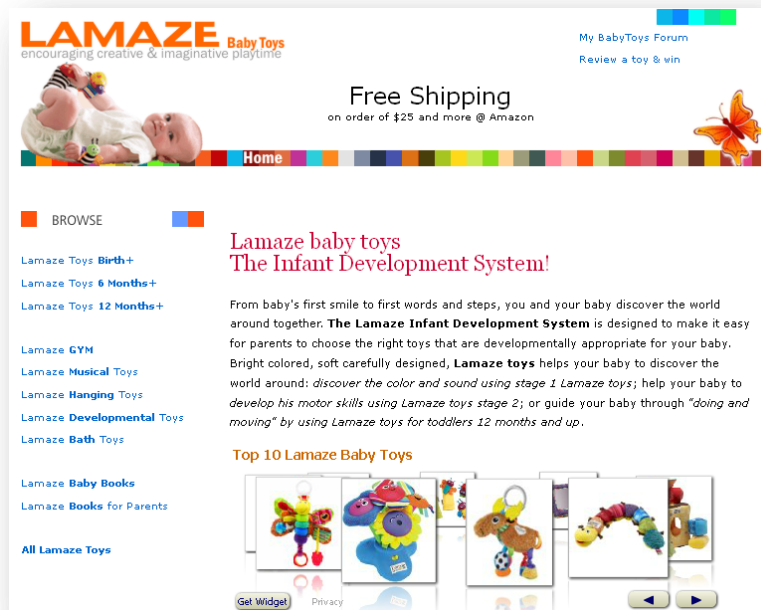 LAMAZE Baby Toys
encouraging creative & imaginative playtime
My BabyToys Forum
Review a toy & win
Free Shipping
on order of $25 and more @ Amazon
Home
BROWSE
Lamaze Toys Birth+
Lamaze Toys 6 Months+
Lamaze Toys 12 Months+
Lamaze GYM
Lamaze Musical Toys
Lamaze Hanging Toys
Lamaze Developmental Toys
Lamaze Bath Toys
Lamaze Baby Books
Lamaze Books for Parents
All Lamaze Toys
Lamaze baby toys
The Infant Development System!
From baby's first smile to first words and steps, you and your baby discover the world
around together. The Lamaze Infant Development System is designed to make it easy
for parents to choose the right toys that are developmentally appropriate for your baby.
Bright colored, soft carefully designed, Lamaze toys helps your baby to discover the
world around: discover the color and sound using stage 1 Lamaze toys; help your baby to
develop his motor skills using Lamaze toys stage 2; or guide your baby through "doing and
moving" by using Lamaze toys for toddlers 12 months and up.
Top 10 Lamaze Baby Toys
Get Widget
Privacy